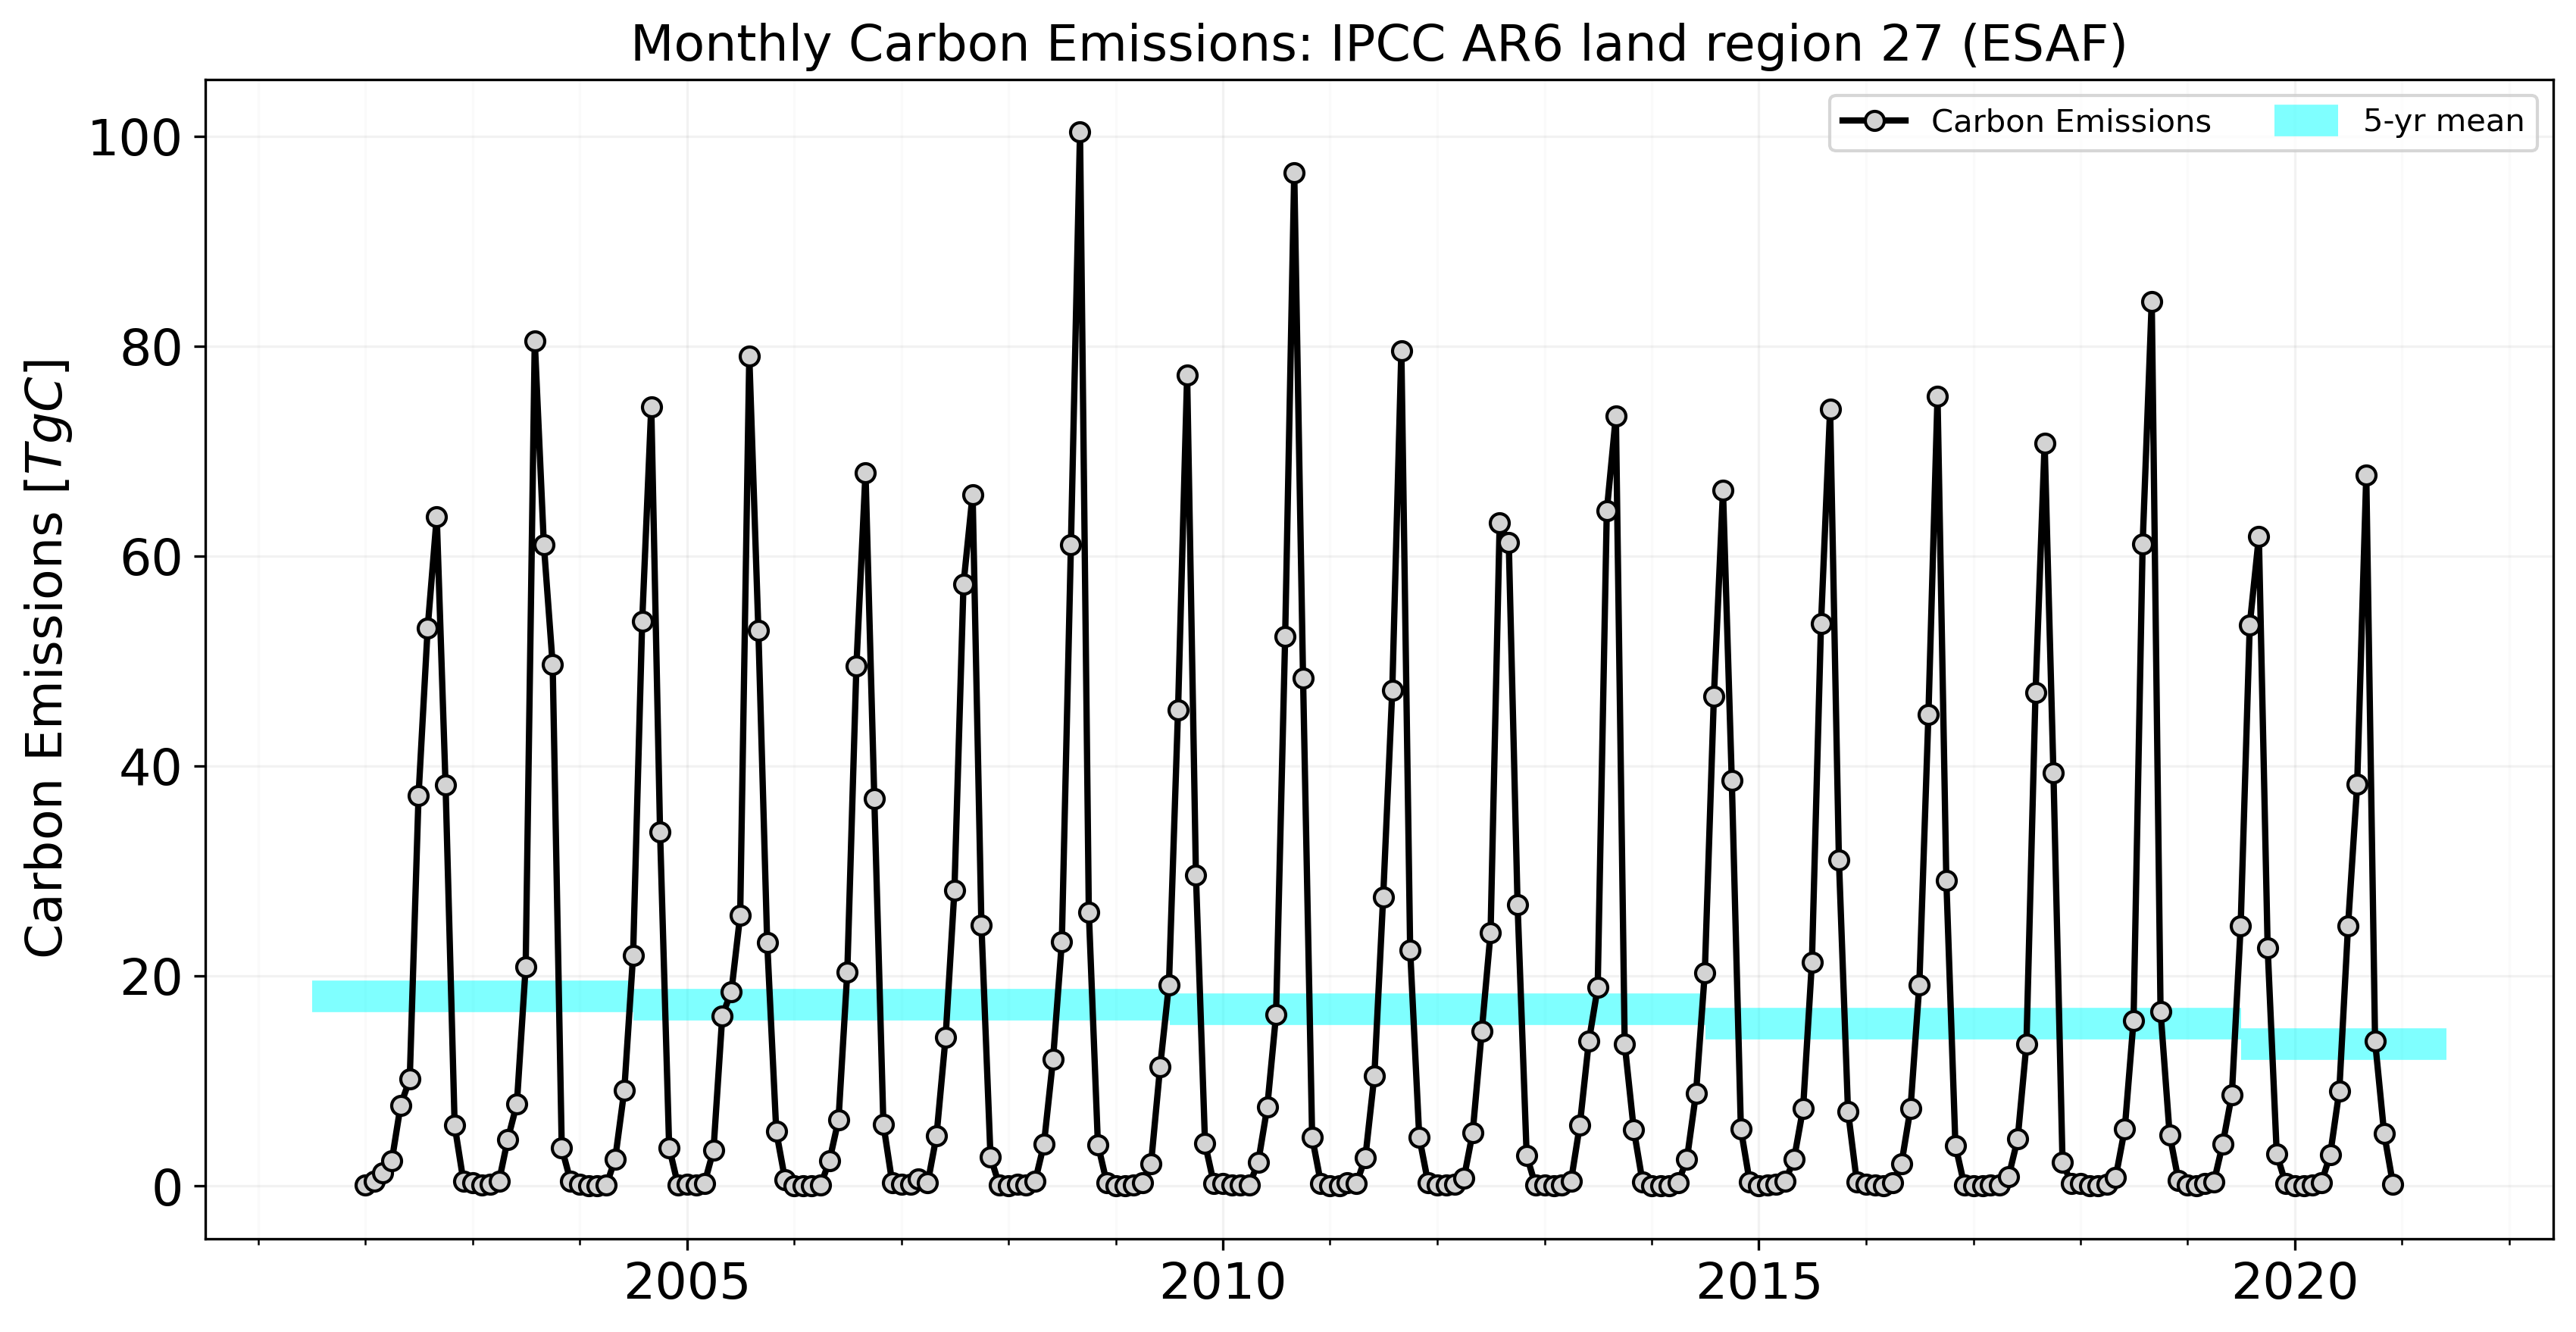 Monthly Carbon Emissions: IPCC AR6 land region 27 (ESAF)
Carbon Emissions 5-yr mean
Carbon Emissions [TgC]
100
80
60
40
20
0
2005 2010 2015 2020